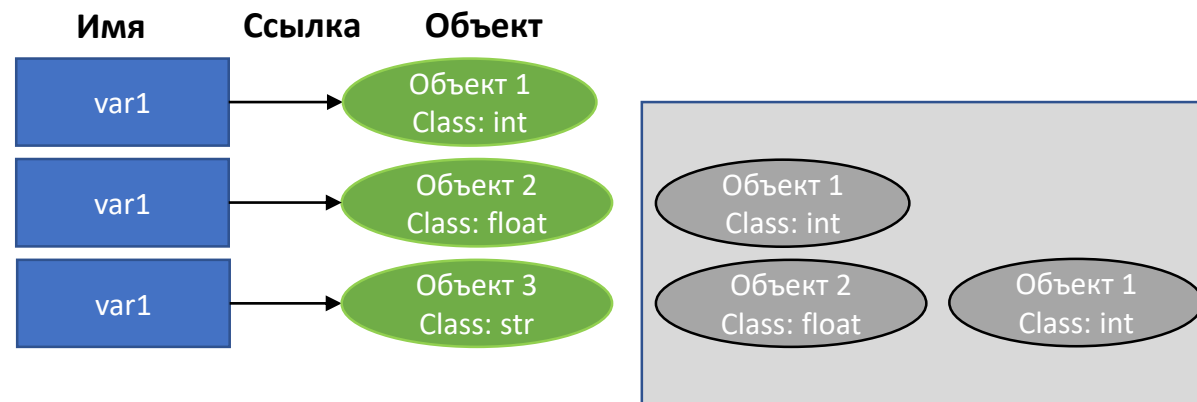 Имя Ссылка Объект
var1
Объект 1
Class: int
var1
Объект 2
Class: float
Объект 1
Class: int
var1
Объект 3
Class: str
Объект 2
Class: float
Объект 1
Class: int